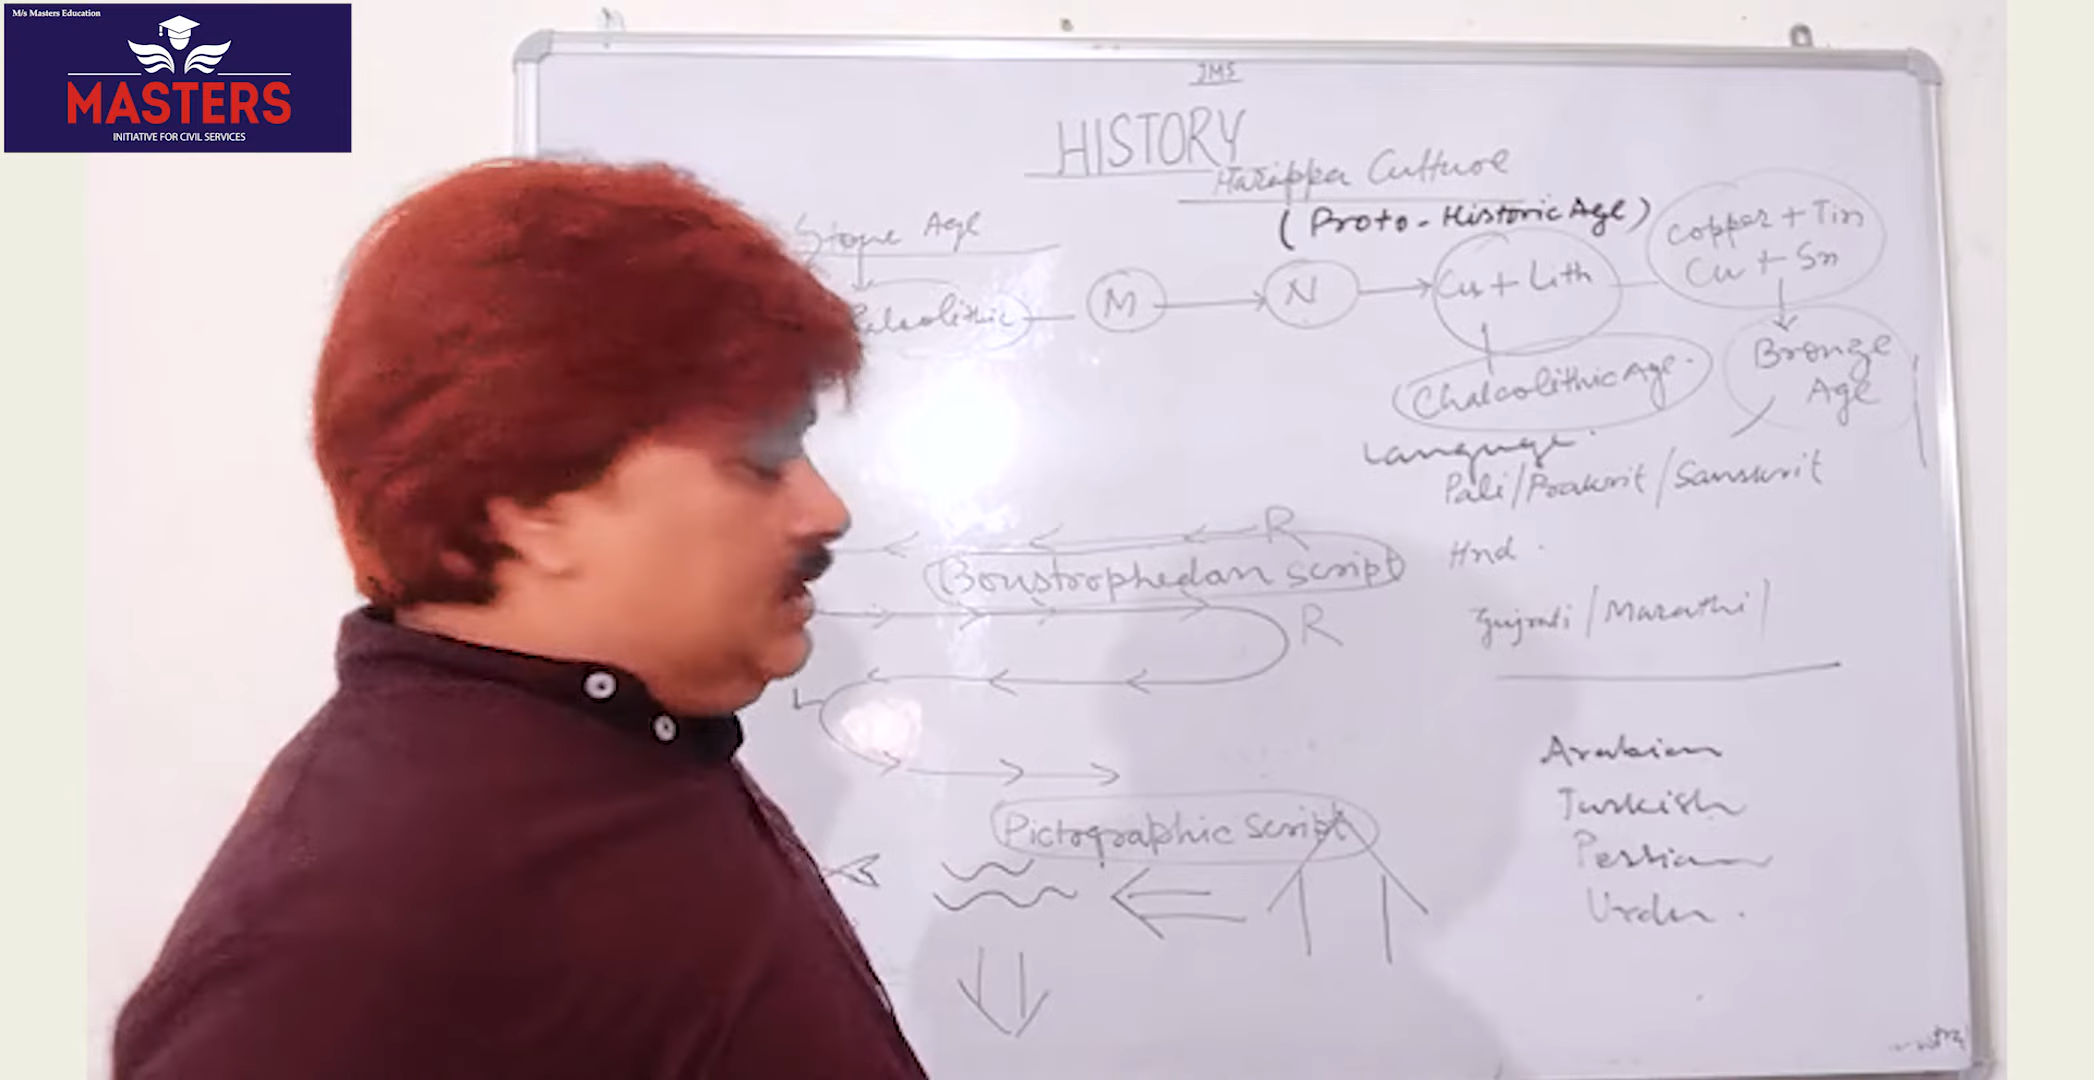 M/s Masters Education
MASTERS
INITIATIVE FOR CIVIL SERVICES
JMS
HISTORY
Harappa Culture
(Proto-Historic Age)
Stone Age
Palaeolithic
M
N
Cu + Lith
Copper + Tin
Cu + Sn
Chalcolithic Age.
Bronze
Age
Language.
Pali/Prakrit/Sanskrit
R
Boustrophedan script
Hnd.
R
Gujrati/Marathi/
L
Arabian
Turkish
Pictographic script
Persian
Urdu.